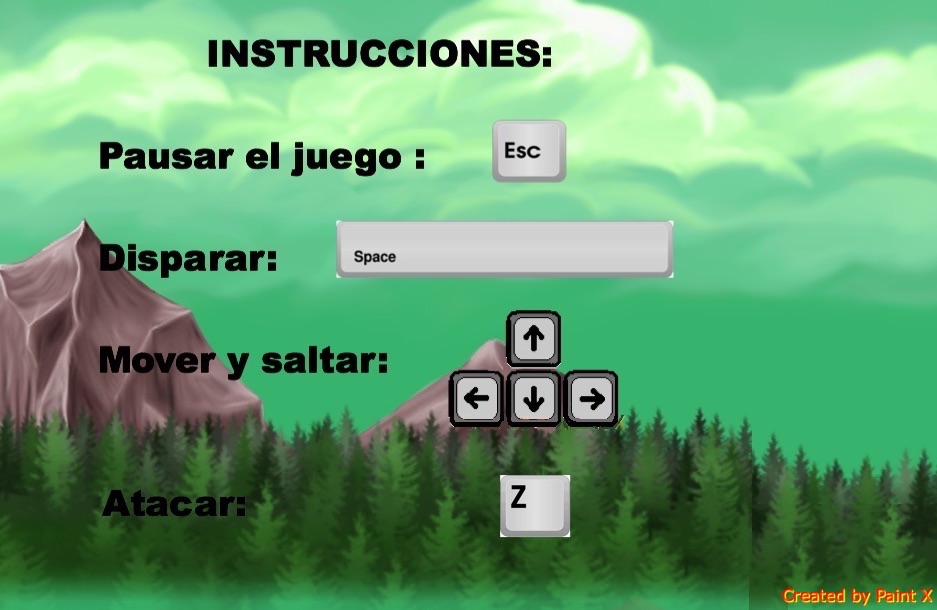 INSTRUCCIONES:
Pausar el juego : Esc
Disparar: Space
Mover y saltar:
Atacar: Z
Created by Paint X